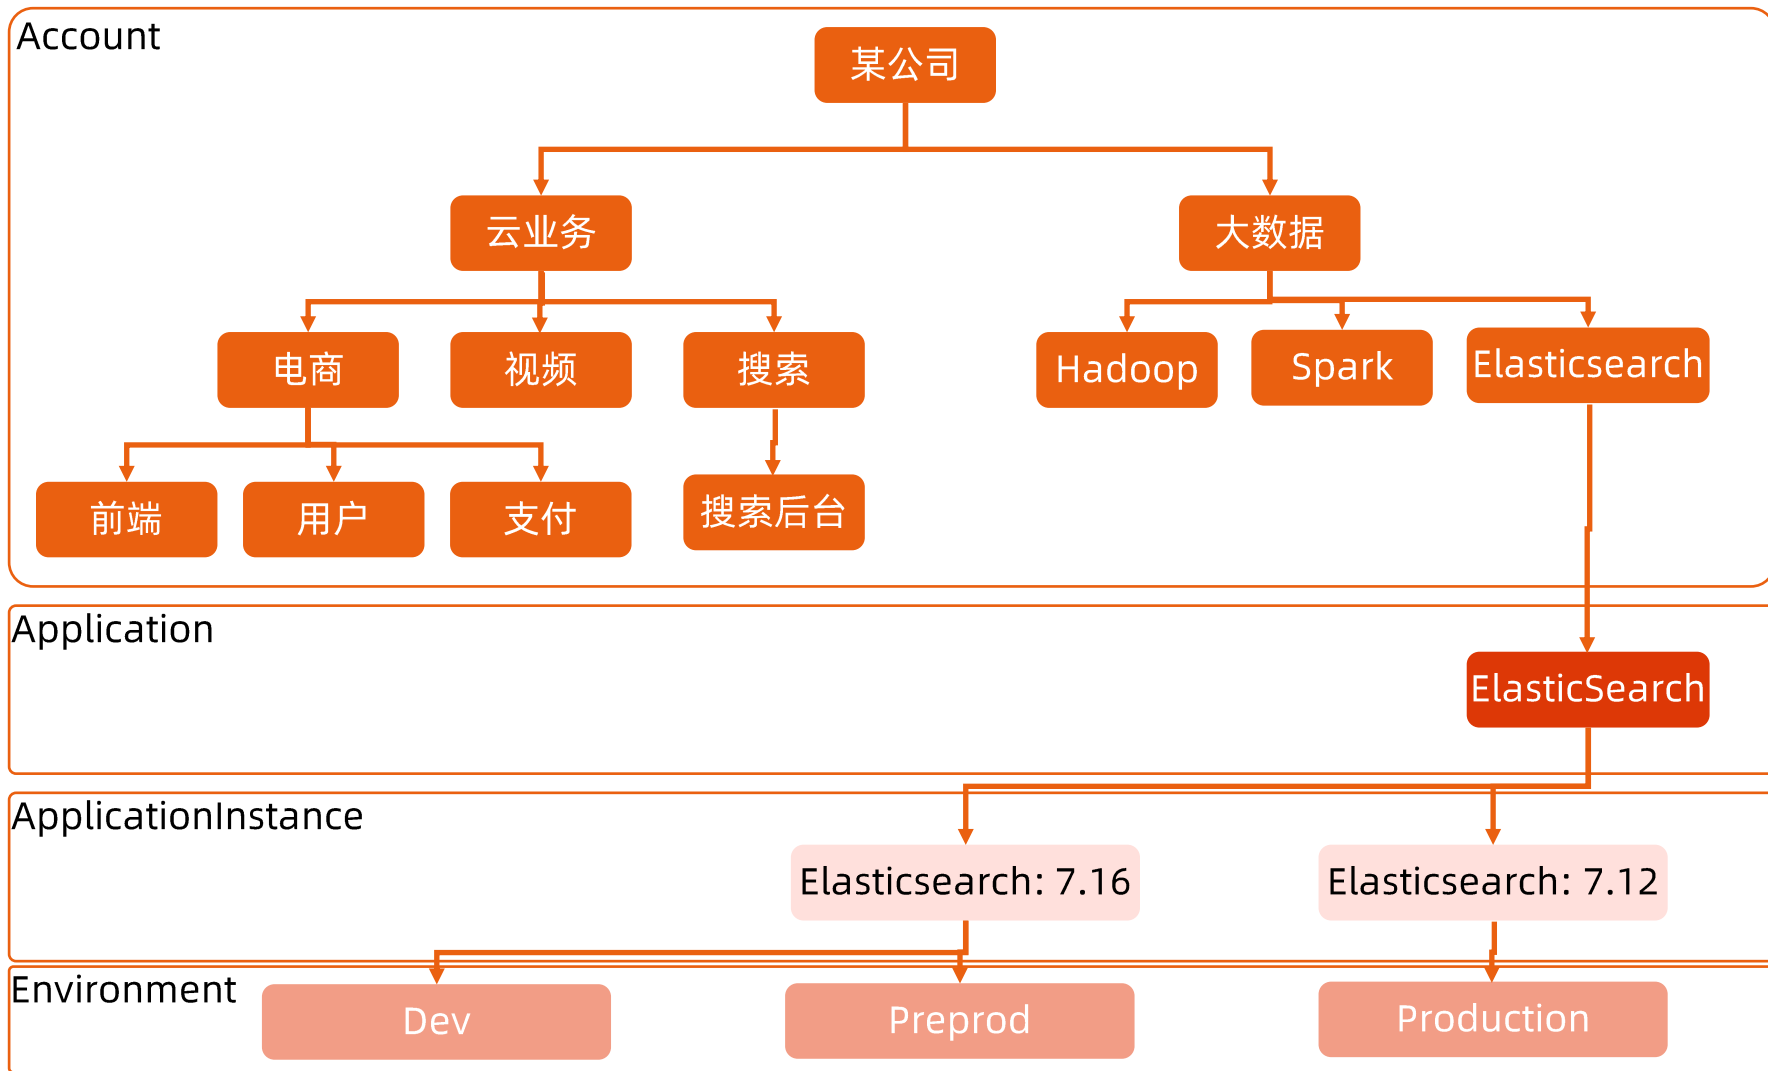 Account
某公司
云业务
大数据
电商
视频
搜索
Hadoop
Spark
Elasticsearch
前端
用户
支付
搜索后台
Application
ElasticSearch
ApplicationInstance
Elasticsearch: 7.16
Elasticsearch: 7.12
Environment
Dev
Preprod
Production